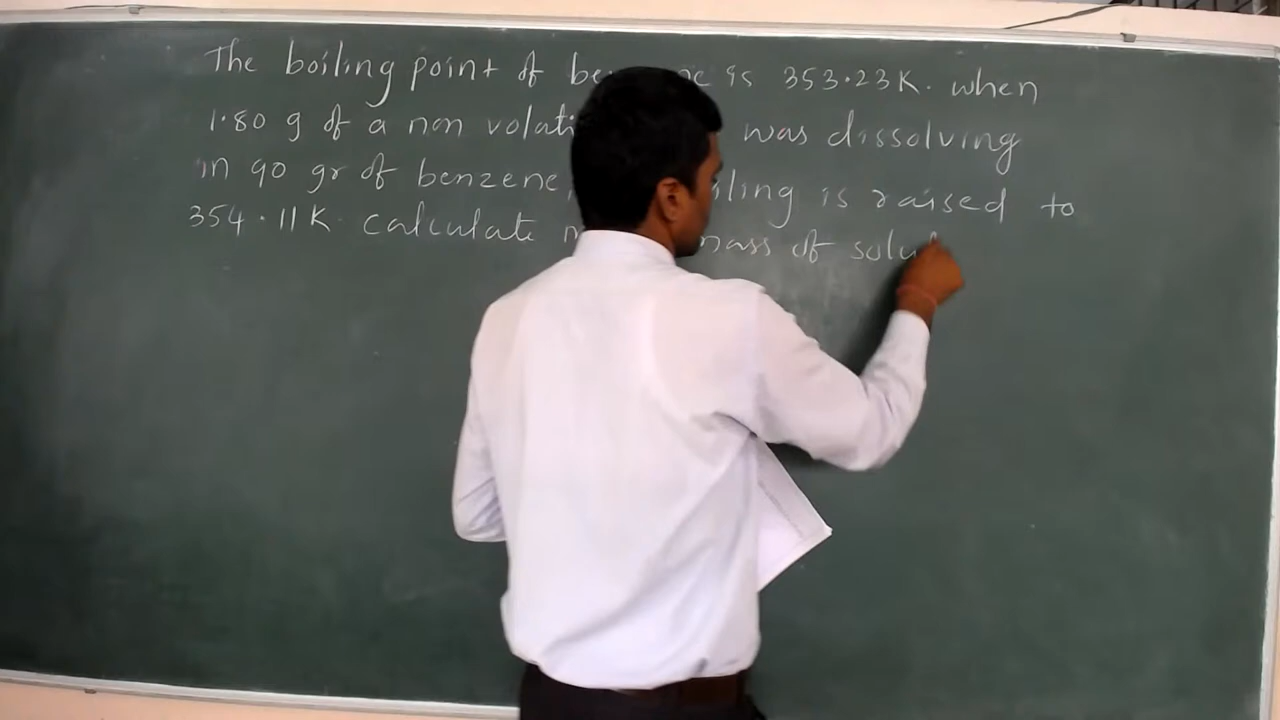 The boiling point of be is 353.23K. when
1.80 g of a non volati was dissolving
in 90 gr of benzene iling is raised to
354.11K calculate mass of solu